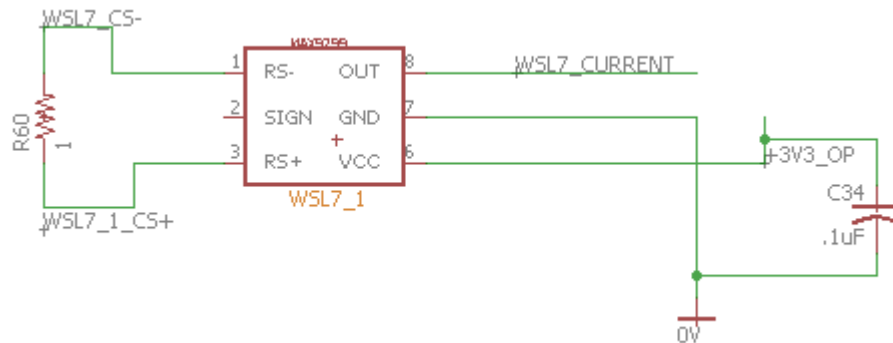 WSL7_CS-
1
RS-
OUT
8
WSL7_CURRENT
R60
1
2
SIGN
GND
7
3
RS+
VCC
6
+3V3_OP
WSL7_1
WSL7_1_CS+
C34
.1uF
0V